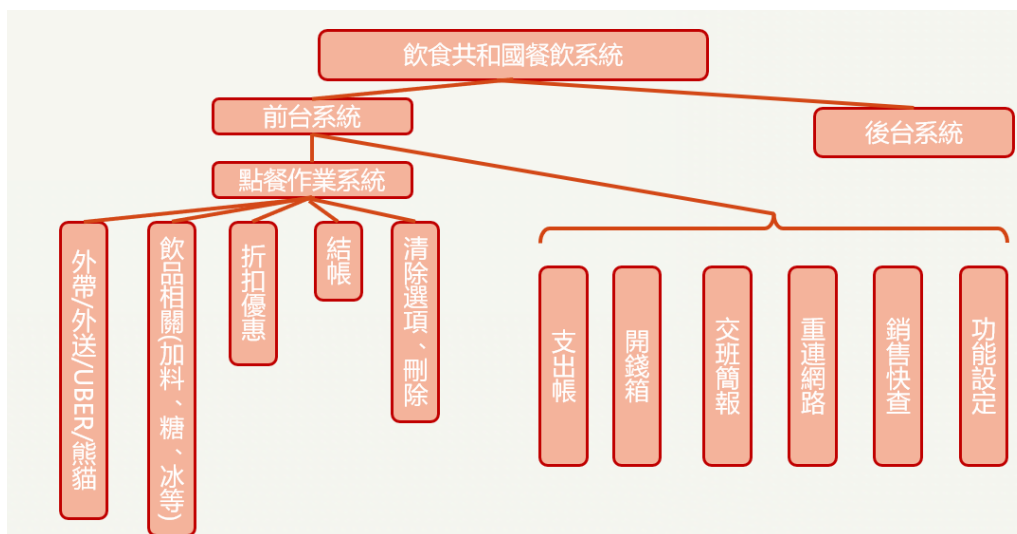 飲食共和國餐飲系統
前台系統
後台系統
點餐作業系統
外帶/外送/UBER/熊貓
飲品相關(加料、糖、冰等)
折扣優惠
結帳
清除選項、刪除
支出帳
開錢箱
交班簡報
重連網路
銷售快查
功能設定